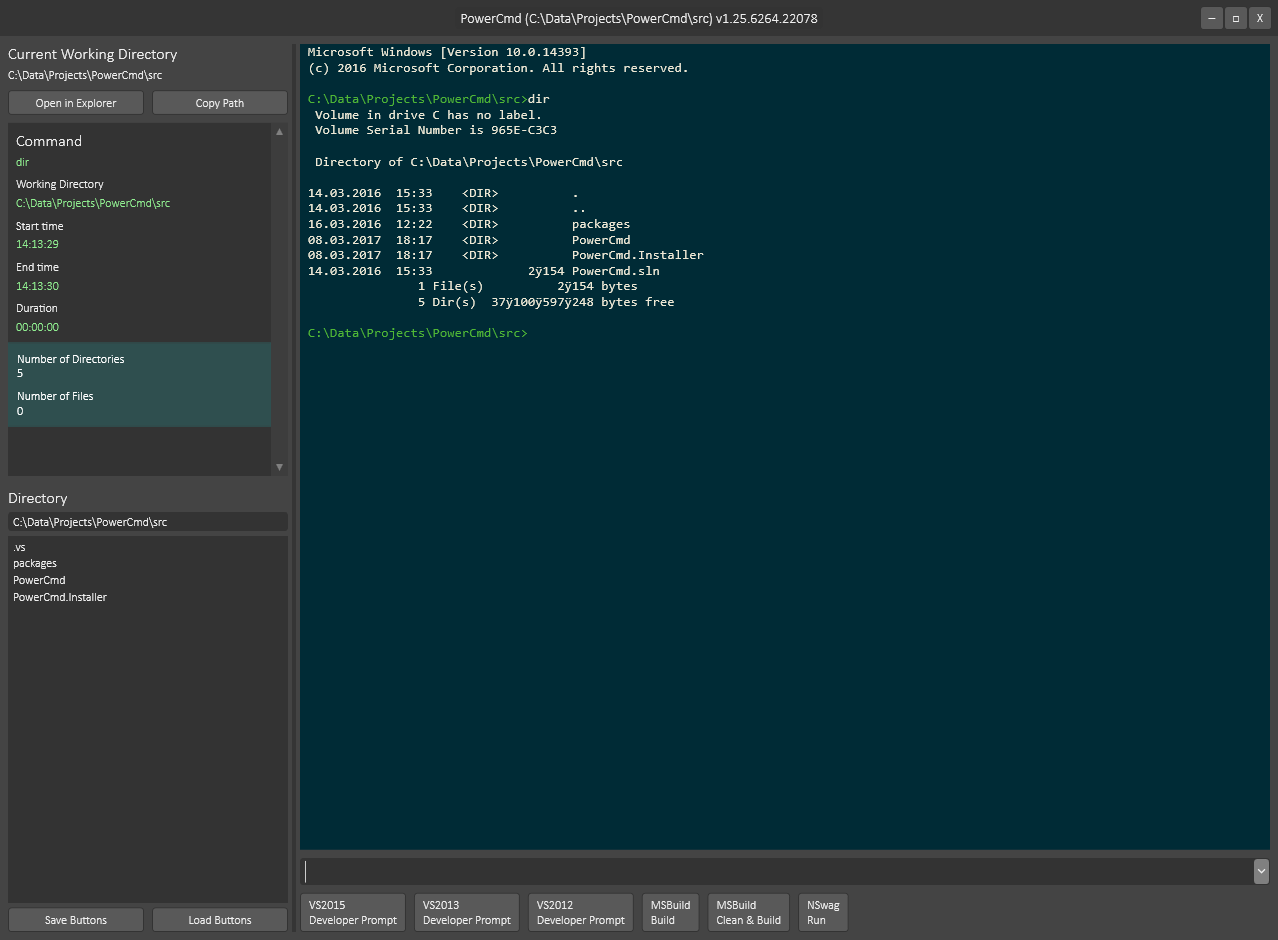 PowerCmd (C:\Data\Projects\PowerCmd\src) v1.25.6264.22078
X
Current Working Directory
C:\Data\Projects\PowerCmd\src
Open in Explorer
Copy Path
Command
dir
Working Directory
C:\Data\Projects\PowerCmd\src
Start time
14:13:29
End time
14:13:30
Duration
00:00:00
Number of Directories
5
Number of Files
0
Directory
C:\Data\Projects\PowerCmd\src
.vs
packages
PowerCmd
PowerCmd.Installer
Save Buttons
Load Buttons
Microsoft Windows [Version 10.0.14393]
(c) 2016 Microsoft Corporation. All rights reserved.
C:\Data\Projects\PowerCmd\src>dir
Volume in drive C has no label.
Volume Serial Number is 965E-C3C3
Directory of C:\Data\Projects\PowerCmd\src
14.03.2016  15:33    <DIR>          .
14.03.2016  15:33    <DIR>          ..
16.03.2016  12:22    <DIR>          packages
08.03.2017  18:17    <DIR>          PowerCmd
08.03.2017  18:17    <DIR>          PowerCmd.Installer
14.03.2016  15:33             2ÿ154 PowerCmd.sln
1 File(s)          2ÿ154 bytes
5 Dir(s)  37ÿ100ÿ597ÿ248 bytes free
C:\Data\Projects\PowerCmd\src>
VS2015
Developer Prompt
VS2013
Developer Prompt
VS2012
Developer Prompt
MSBuild
Build
MSBuild
Clean & Build
NSwag
Run